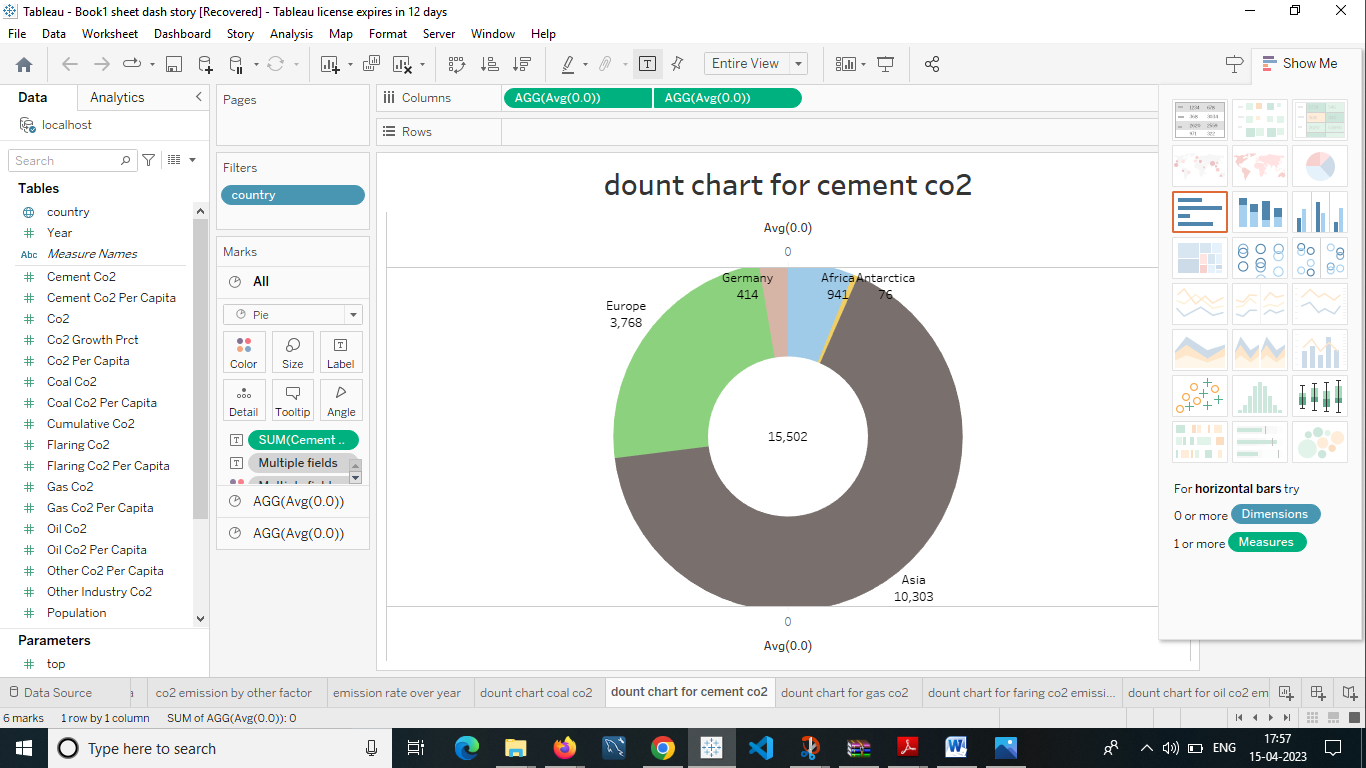 Tableau - Book1 sheet dash story [Recovered] - Tableau license expires in 12 days
File Data Worksheet Dashboard Story Analysis Map Format Server Window Help
Entire View
Show Me
Data Analytics
localhost
Search
Tables
country
Year
Measure Names
Cement Co2
Cement Co2 Per Capita
Co2
Co2 Growth Prct
Co2 Per Capita
Coal Co2
Coal Co2 Per Capita
Cumulative Co2
Flaring Co2
Flaring Co2 Per Capita
Gas Co2
Gas Co2 Per Capita
Oil Co2
Oil Co2 Per Capita
Other Co2 Per Capita
Other Industry Co2
Population
Parameters
top
Pages
Filters
country
Marks
All
Pie
Color Size Label
Detail Tooltip Angle
SUM(Cement ..
Multiple fields
AGG(Avg(0.0))
AGG(Avg(0.0))
Columns AGG(Avg(0.0)) AGG(Avg(0.0))
Rows
dount chart for cement co2
Avg(0.0)
0
Germany
414
Africa
941
Antarctica
76
Europe
3,768
15,502
Asia
10,303
0
Avg(0.0)
For horizontal bars try
0 or more Dimensions
1 or more Measures
Data Source co2 emission by other factor emission rate over year dount chart coal co2 dount chart for cement co2 dount chart for gas co2 dount chart for faring co2 emissi... dount chart for oil co2 em
6 marks 1 row by 1 column SUM of AGG(Avg(0.0)): 0
Type here to search
ENG
17:57
15-04-2023